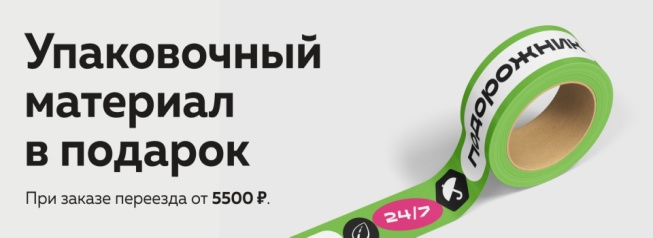 Упаковочный
материал
в подарок
При заказе переезда от 5500 ₽.
подорожник
24/7